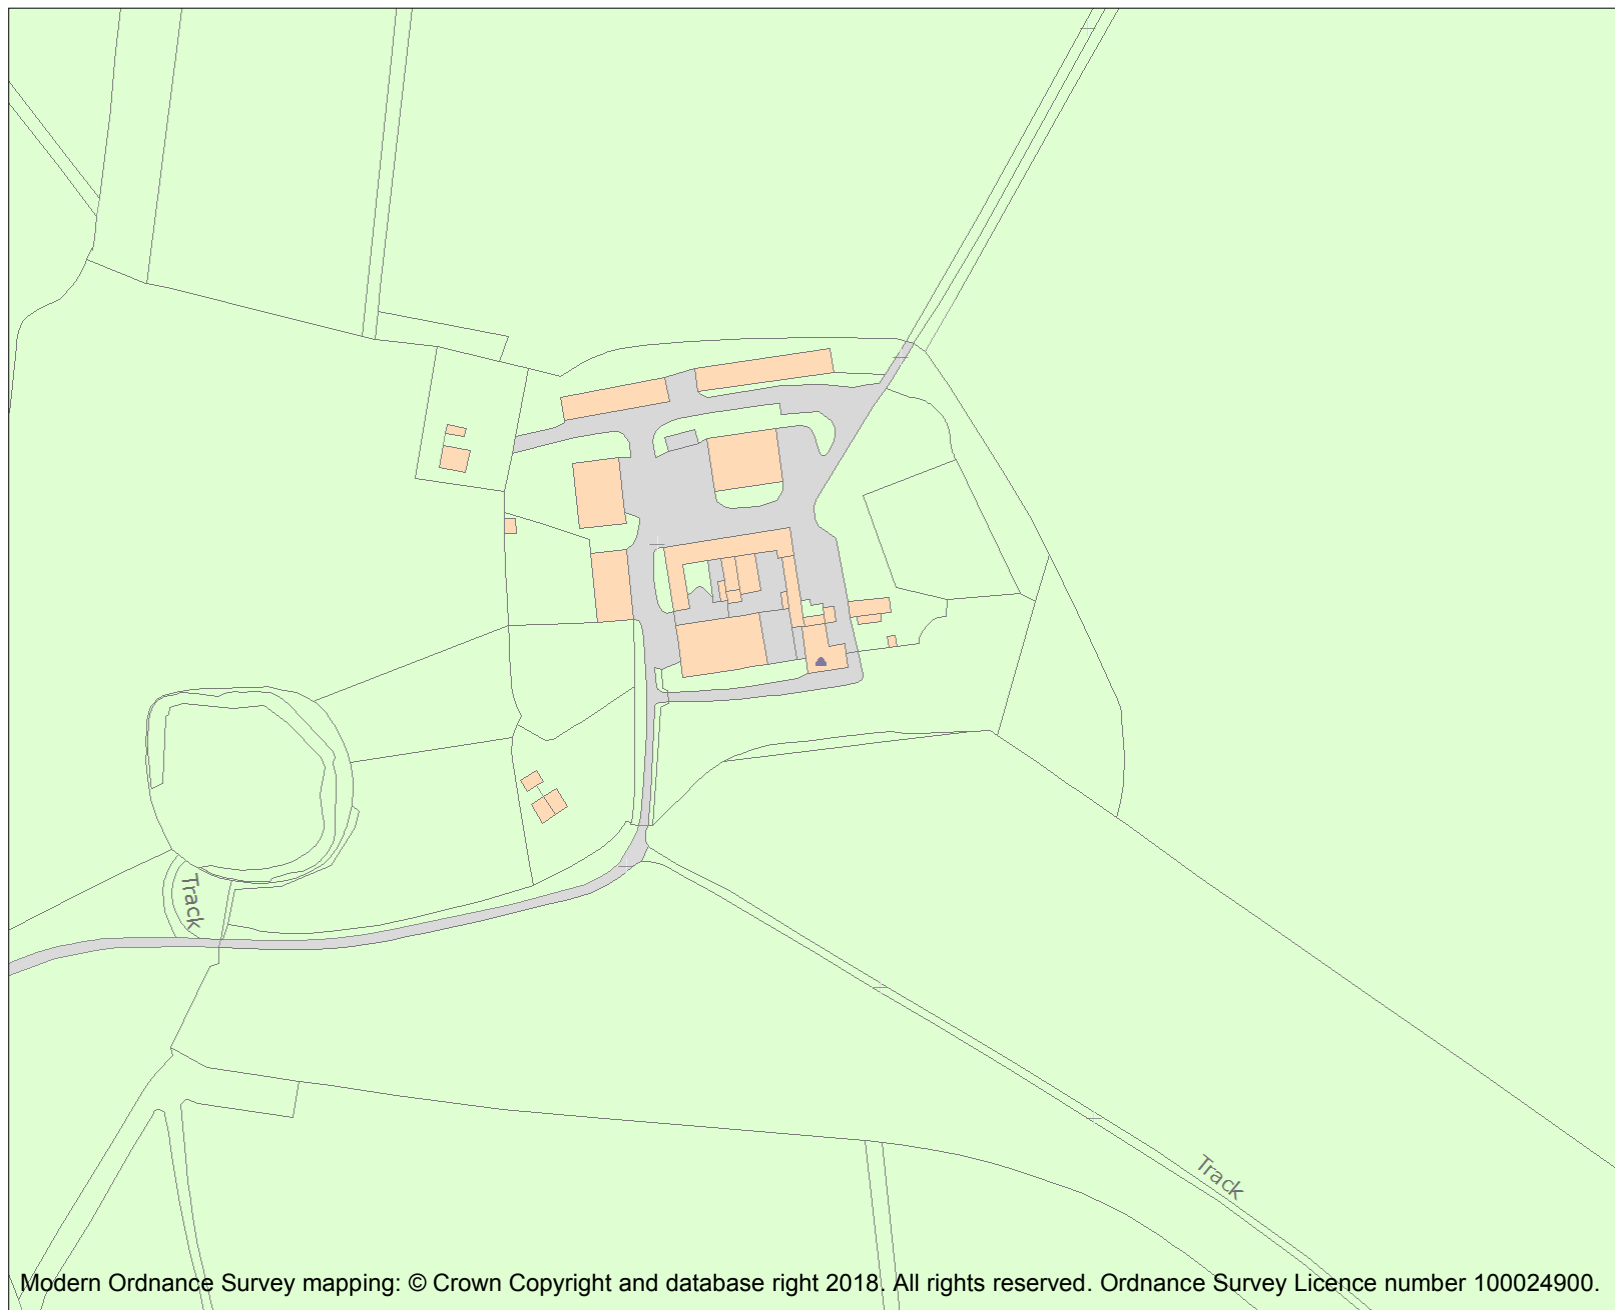 Track
Track
Modern Ordnance Survey mapping: © Crown Copyright and database right 2018. All rights reserved. Ordnance Survey Licence number 100024900.